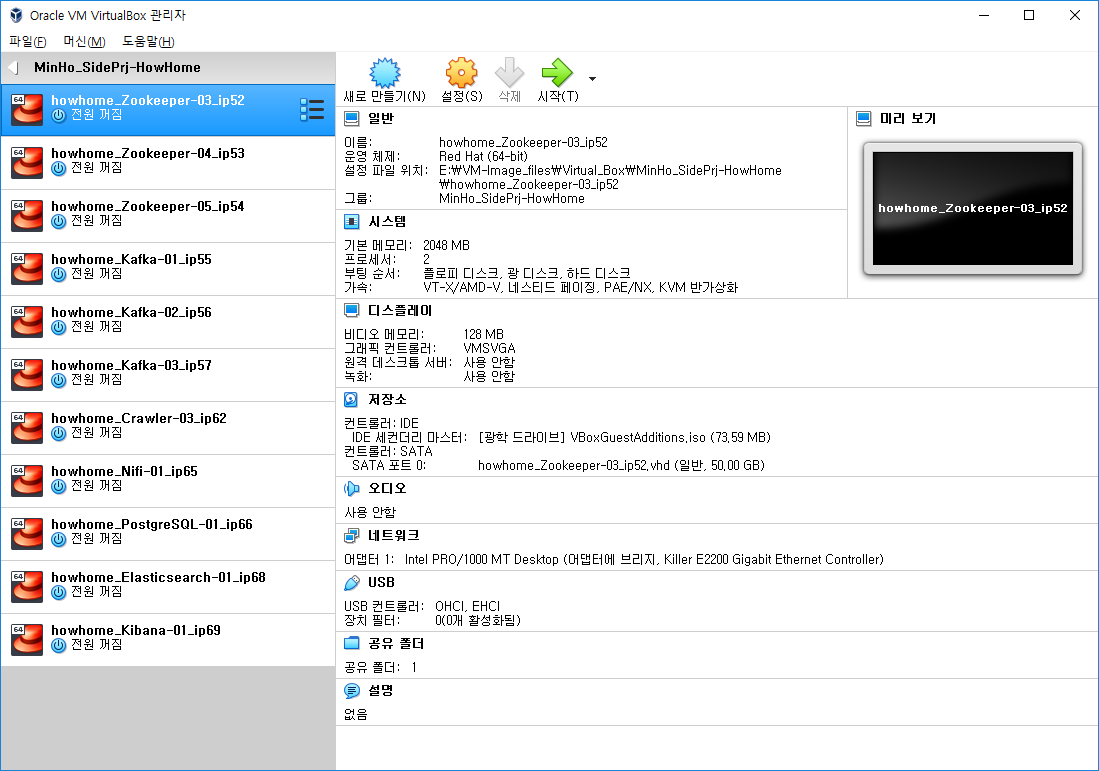 Oracle VM VirtualBox 관리자
파일(F) 머신(M) 도움말(H)
MinHo_SidePrj-HowHome
64 howhome_Zookeeper-03_ip52
전원 꺼짐
64 howhome_Zookeeper-04_ip53
전원 꺼짐
64 howhome_Zookeeper-05_ip54
전원 꺼짐
64 howhome_Kafka-01_ip55
전원 꺼짐
64 howhome_Kafka-02_ip56
전원 꺼짐
64 howhome_Kafka-03_ip57
전원 꺼짐
64 howhome_Crawler-03_ip62
전원 꺼짐
64 howhome_Nifi-01_ip65
전원 꺼짐
64 howhome_PostgreSQL-01_ip66
전원 꺼짐
64 howhome_Elasticsearch-01_ip68
전원 꺼짐
64 howhome_Kibana-01_ip69
전원 꺼짐
새로 만들기(N) 설정(S) 삭제 시작(T)
일반
이름: howhome_Zookeeper-03_ip52
운영 체제: Red Hat (64-bit)
설정 파일 위치: E:₩VM-Image_files₩Virtual_Box₩MinHo_SidePrj-HowHome
₩howhome_Zookeeper-03_ip52
그룹: MinHo_SidePrj-HowHome
미리 보기
howhome_Zookeeper-03_ip52
시스템
기본 메모리: 2048 MB
프로세서: 2
부팅 순서: 플로피 디스크, 광 디스크, 하드 디스크
가속: VT-X/AMD-V, 네스티드 페이징, PAE/NX, KVM 반가상화
디스플레이
비디오 메모리: 128 MB
그래픽 컨트롤러: VMSVGA
원격 데스크톱 서버: 사용 안함
녹화: 사용 안함
저장소
컨트롤러: IDE
IDE 세컨더리 마스터: [광학 드라이브] VBoxGuestAdditions.iso (73.59 MB)
컨트롤러: SATA
SATA 포트 0: howhome_Zookeeper-03_ip52.vhd (일반, 50.00 GB)
오디오
사용 안함
네트워크
어댑터 1: Intel PRO/1000 MT Desktop (어댑터에 브리지, Killer E2200 Gigabit Ethernet Controller)
USB
USB 컨트롤러: OHCI, EHCI
장치 필터: 0(0개 활성화됨)
공유 폴더
공유 폴더: 1
설명
없음